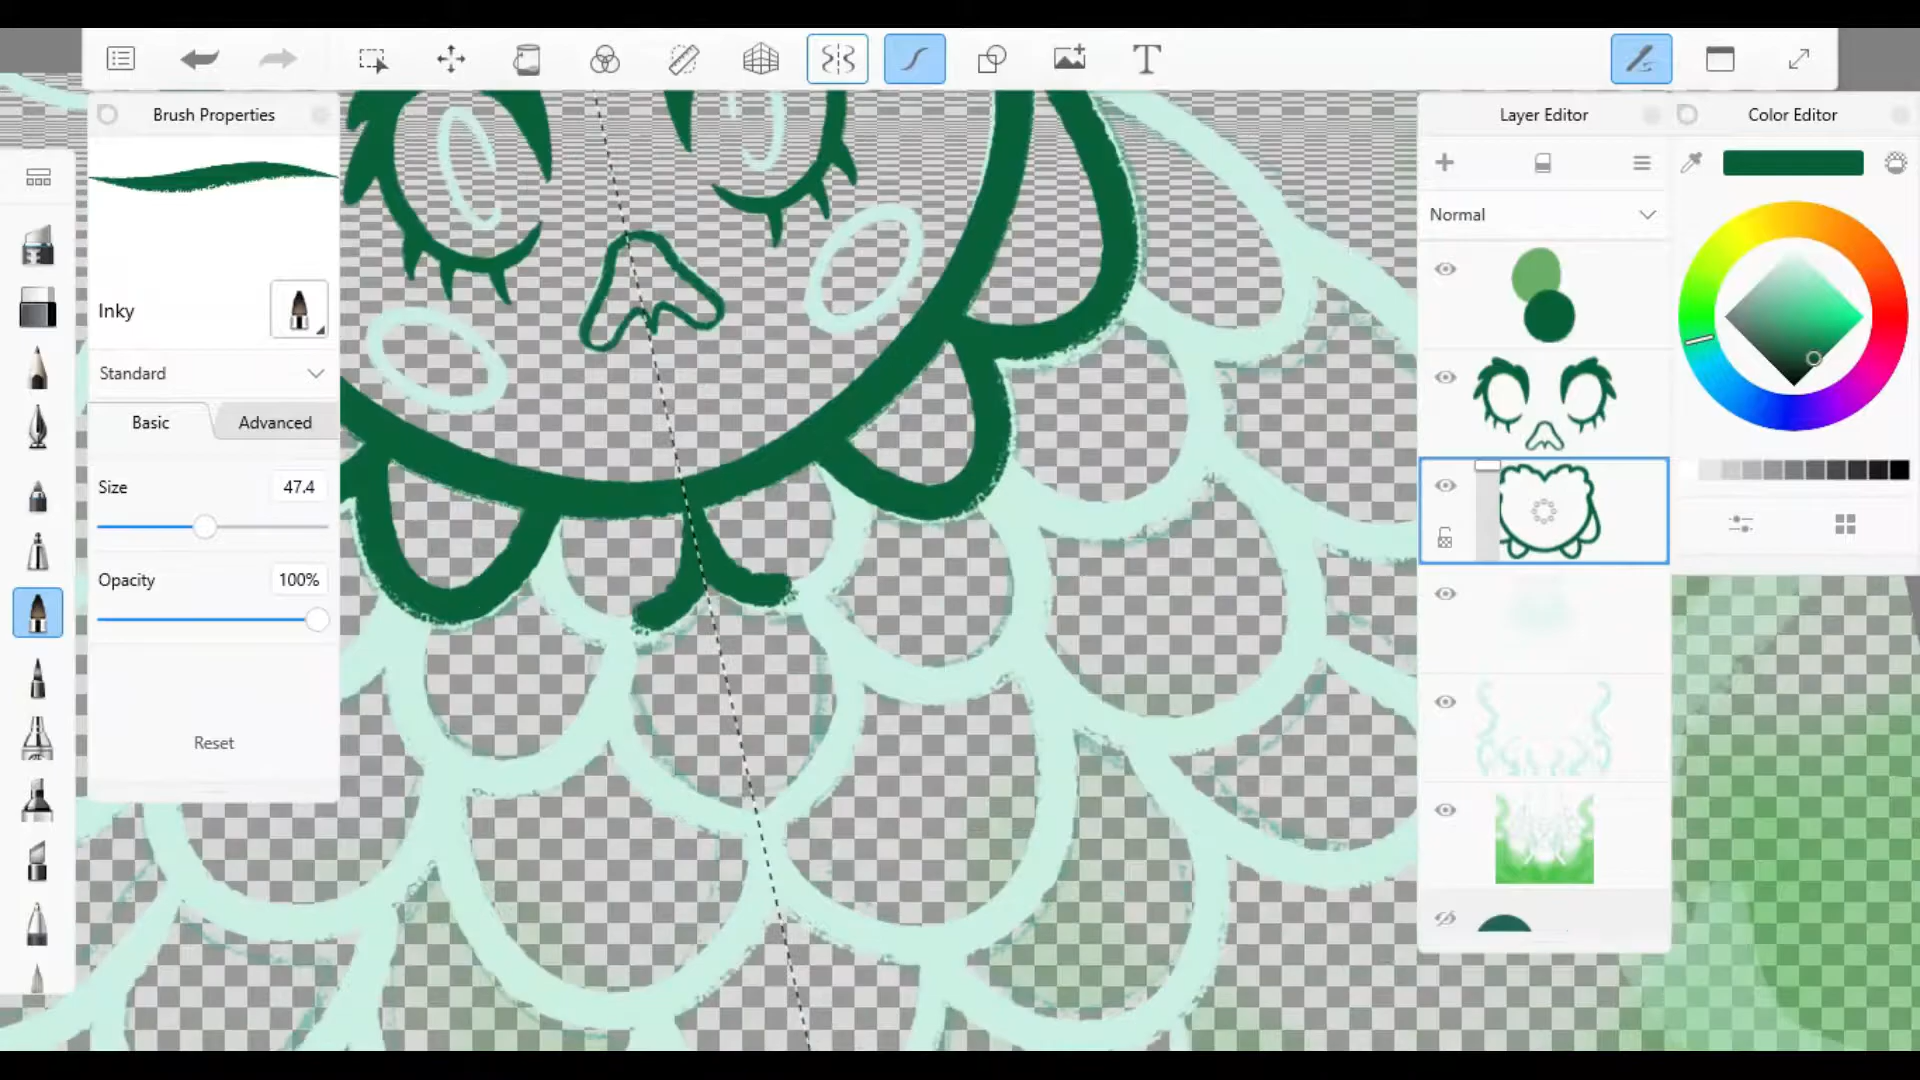 T
Brush Properties
Inky
Standard
Basic
Advanced
Size
47.4
Opacity
100%
Reset
Layer Editor
Normal
Color Editor